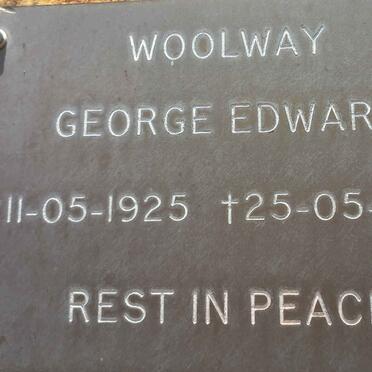 WOOLWAY
GEORGE EDWAR
11-05-1925 †25-05-
REST IN PEAC